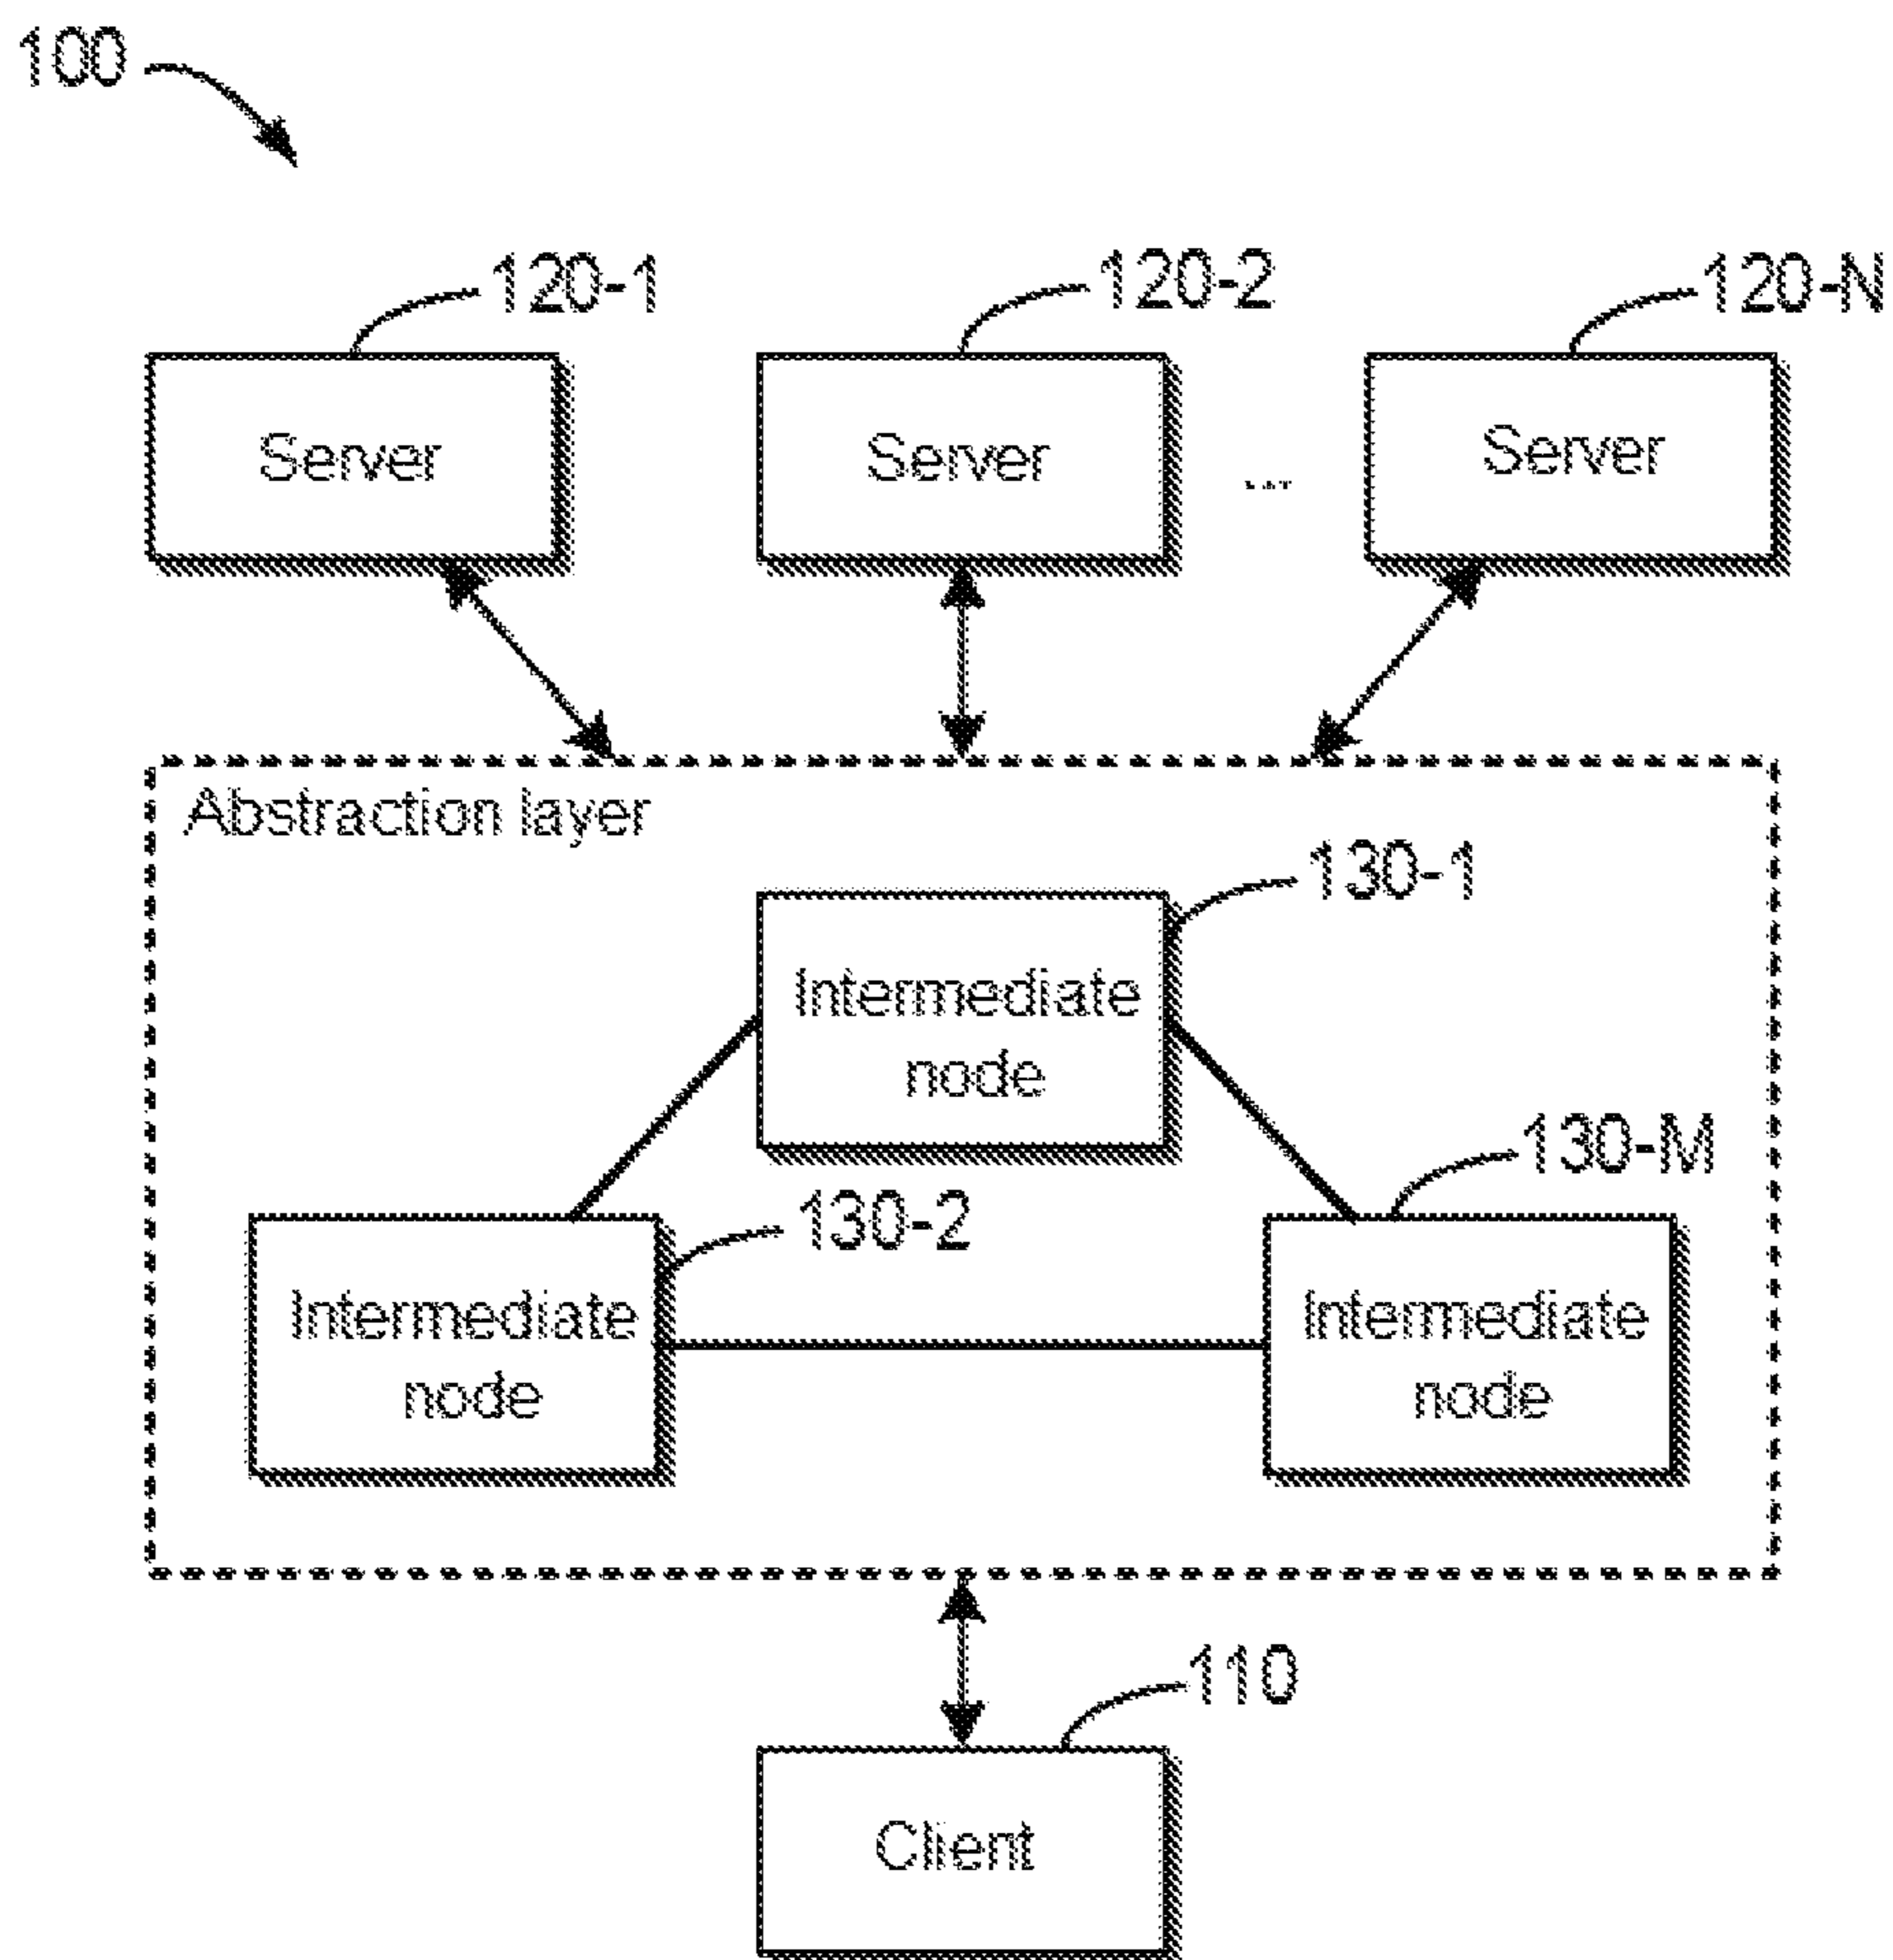 100
120-1
120-2
120-N
Server
Server
...
Server
Abstraction layer
130-1
Intermediate
node
130-M
130-2
Intermediate
node
Intermediate
node
110
Client